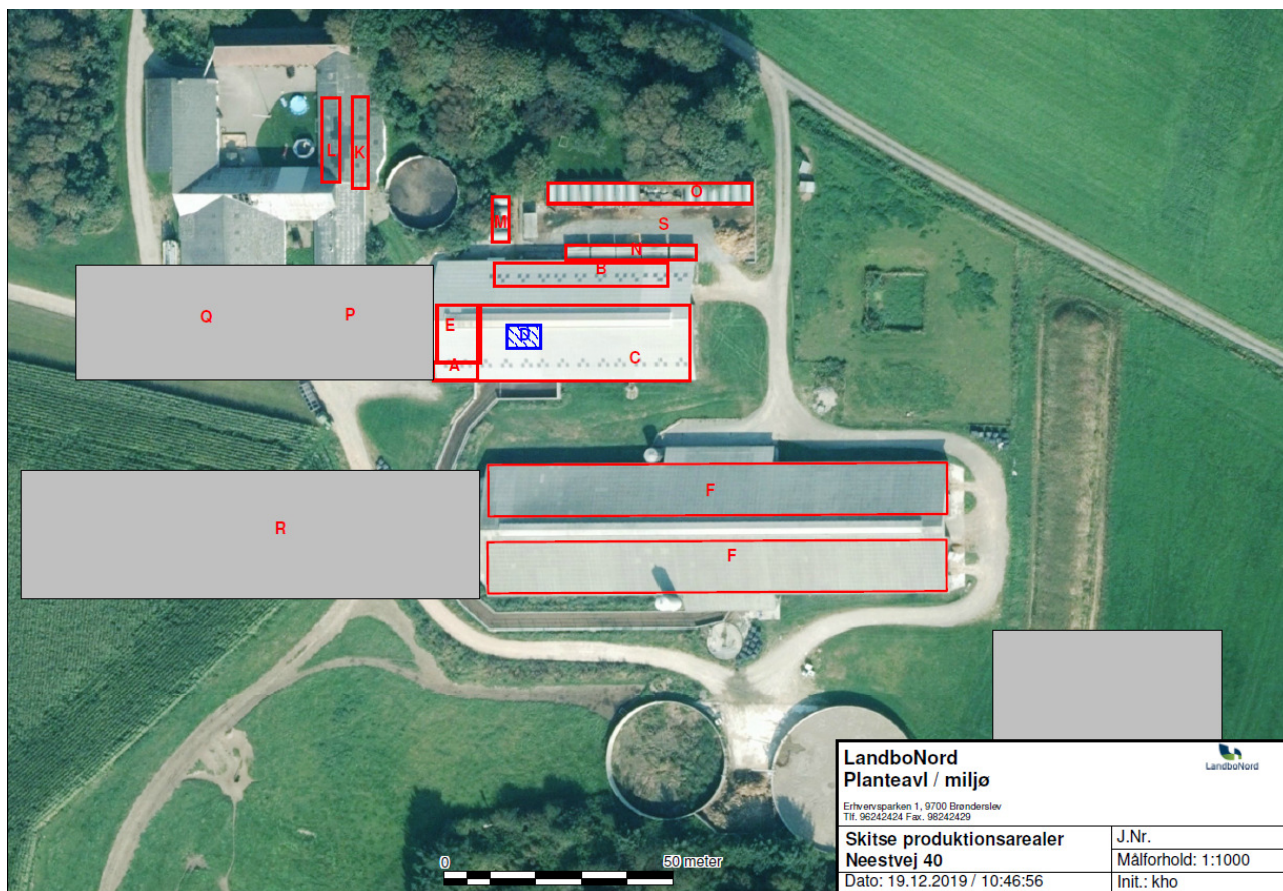 L
K
O
M
S
N
B
Q
P
E
D
A
C
F
R
F
0
50 meter
LandboNord
Planteavl / miljø
LandboNord
Erhvervsparken 1, 9700 Brønderslev
Tlf. 96242424 Fax. 98242429
Skitse produktionsarealer
Neestvej 40
J.Nr.
Målforhold: 1:1000
Dato: 19.12.2019 / 10:46:56
Init.: kho